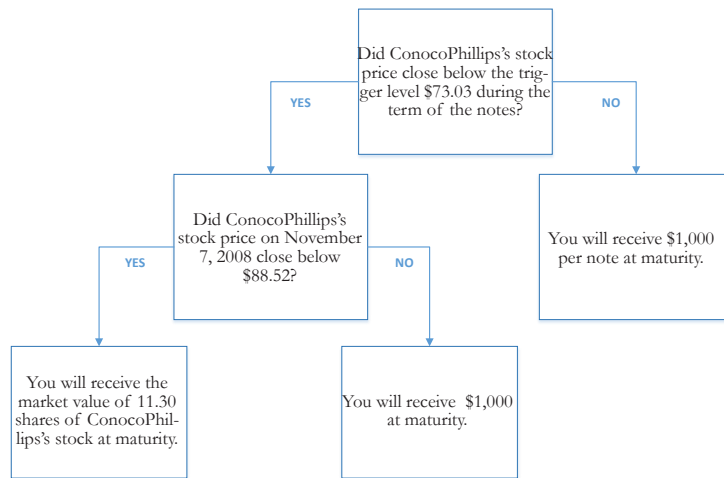 Did ConocoPhillips's stock
price close below the trig-
ger level $73.03 during the
term of the notes?
YES
NO
Did ConocoPhillips's
stock price on November
7, 2008 close below
$88.52?
You will receive $1,000
per note at maturity.
YES
NO
You will receive the
market value of 11.30
shares of ConocoPhil-
lips's stock at maturity.
You will receive $1,000
at maturity.